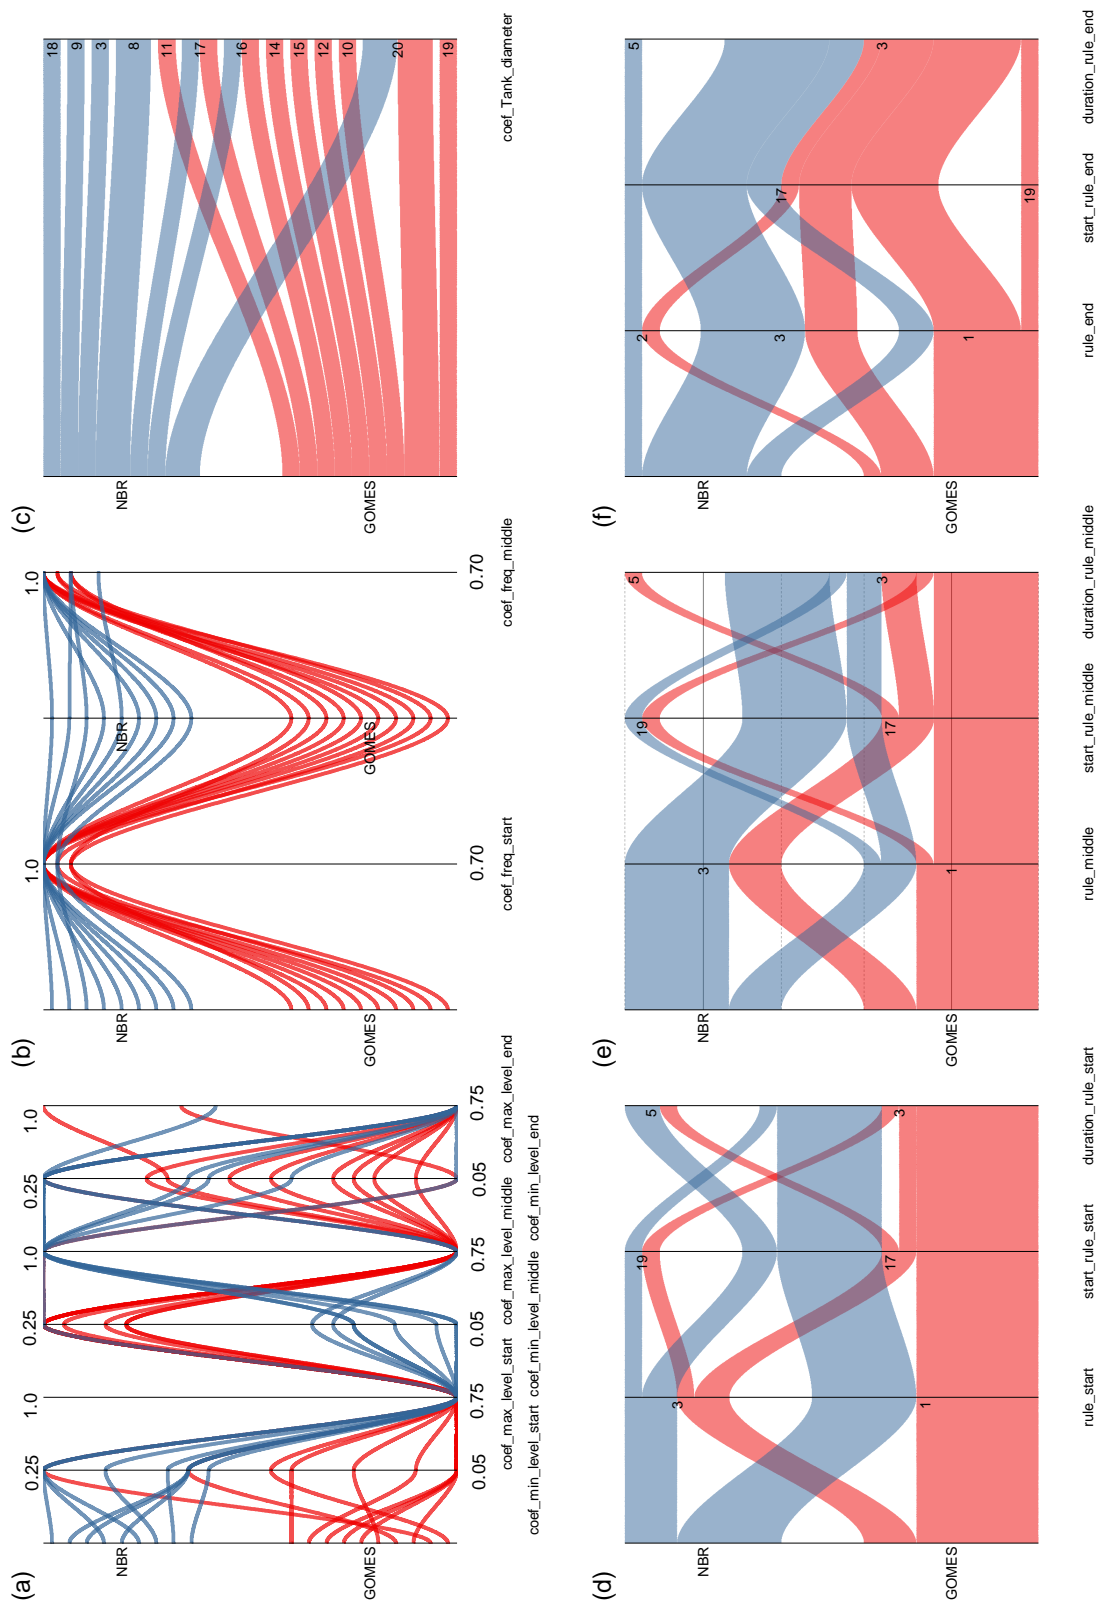 (a)
NBR
GOMES
0.25
0.05
1.0
0.75
0.25
0.05
1.0
0.75
0.25
0.05
1.0
0.75
coef_max_level_start
coef_max_level_middle
coef_max_level_end
coef_min_level_start
coef_min_level_middle
coef_min_level_end
(b)
NBR
GOMES
1.0
0.70
NBR
GOMES
1.0
0.70
coef_freq_start
coef_freq_middle
(c)
NBR
GOMES
18
9
3
8
11
17
16
14
15
12
10
20
19
coef_Tank_diameter
(d)
NBR
GOMES
3
1
19
17
5
3
rule_start
start_rule_start
duration_rule_start
(e)
NBR
GOMES
3
1
19
17
5
3
rule_middle
start_rule_middle
duration_rule_middle
(f)
NBR
GOMES
2
3
1
17
19
5
3
rule_end
start_rule_end
duration_rule_end